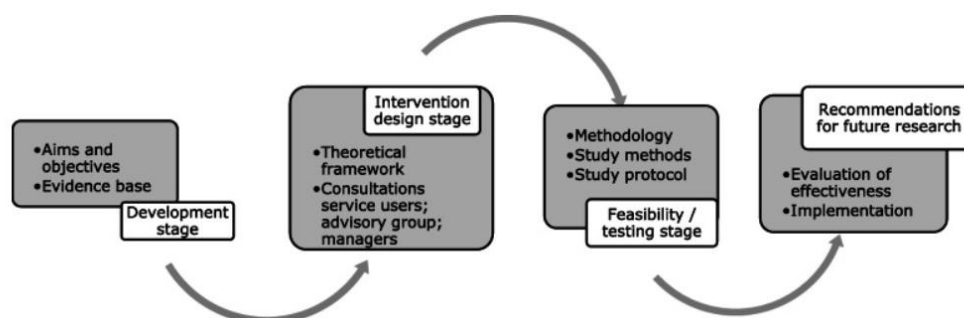 •Aims and
objectives
•Evidence base
Development
stage
Intervention
design stage
•Theoretical
framework
•Consultations
service users;
advisory group;
managers
•Methodology
•Study methods
•Study protocol
Feasibility /
testing stage
Recommendations
for future research
•Evaluation of
effectiveness
•Implementation